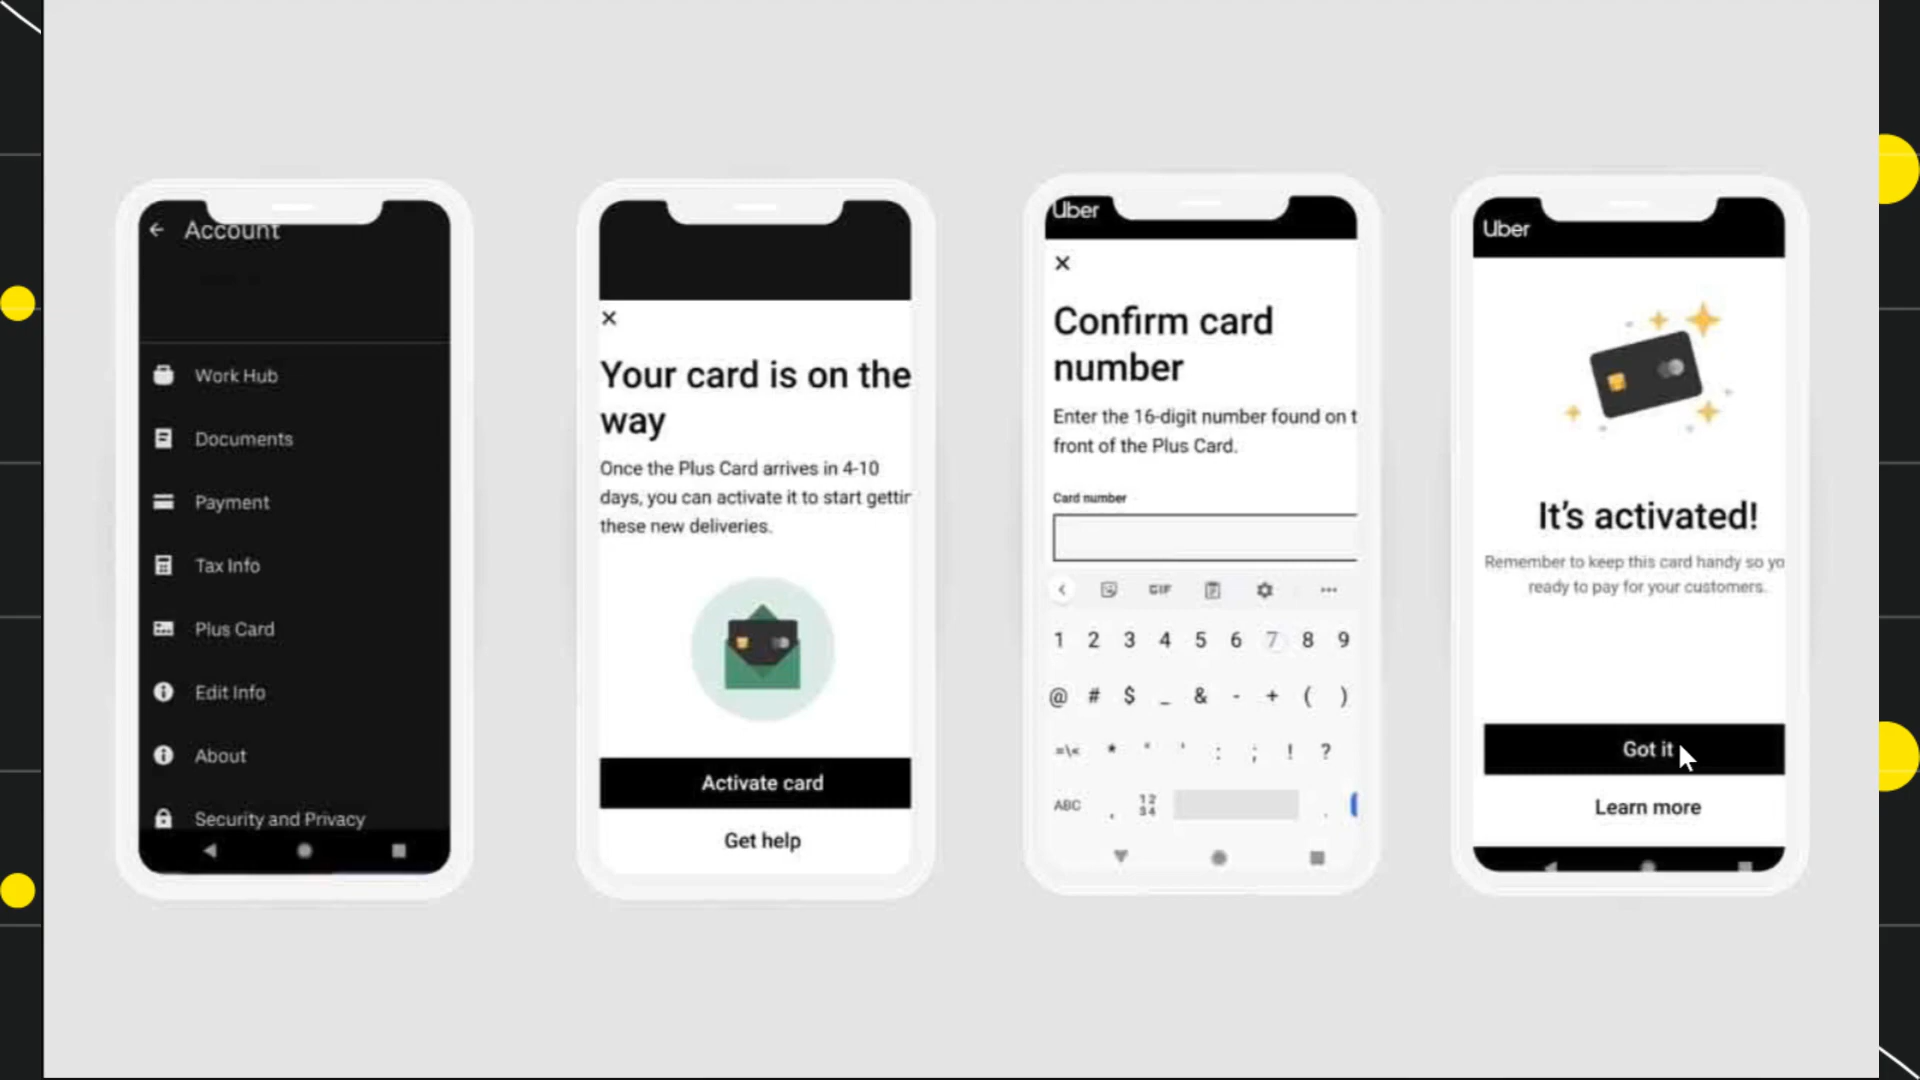 Account
Work Hub
Documents
Payment
Tax Info
Plus Card
Edit Info
About
Security and Privacy
Your card is on the
way
Once the Plus Card arrives in 4-10
days, you can activate it to start gettin
these new deliveries.
Activate card
Get help
Uber
Confirm card
number
Enter the 16-digit number found on t
front of the Plus Card.
Card number
GIF
1 2 3 4 5 6 7 8 9
@ # $ _ & - + ( )
=\< * " ' : ; ! ?
ABC , 12 34 .
Uber
It's activated!
Remember to keep this card handy so yo
ready to pay for your customers.
Got it
Learn more